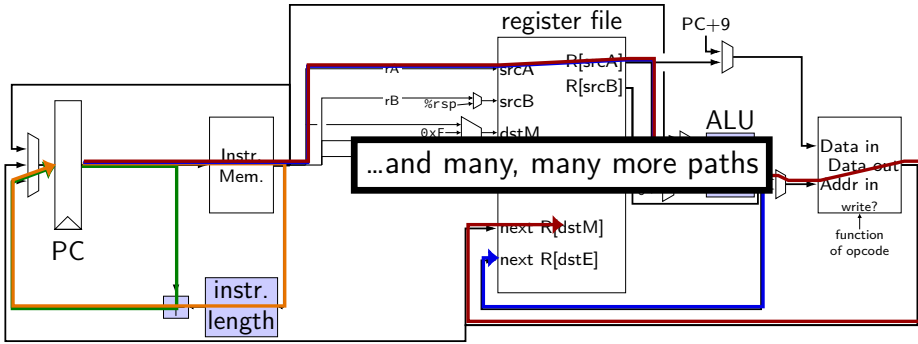 register file
PC+9
R[srcA]
rA
srcA
R[srcB]
rB
%rsp
srcB
ALU
0xF
dstM
Instr.
Mem.
Data in
Data out
Addr in
…and many, many more paths
write?
function
of opcode
PC
next R[dstM]
next R[dstE]
instr.
length
+